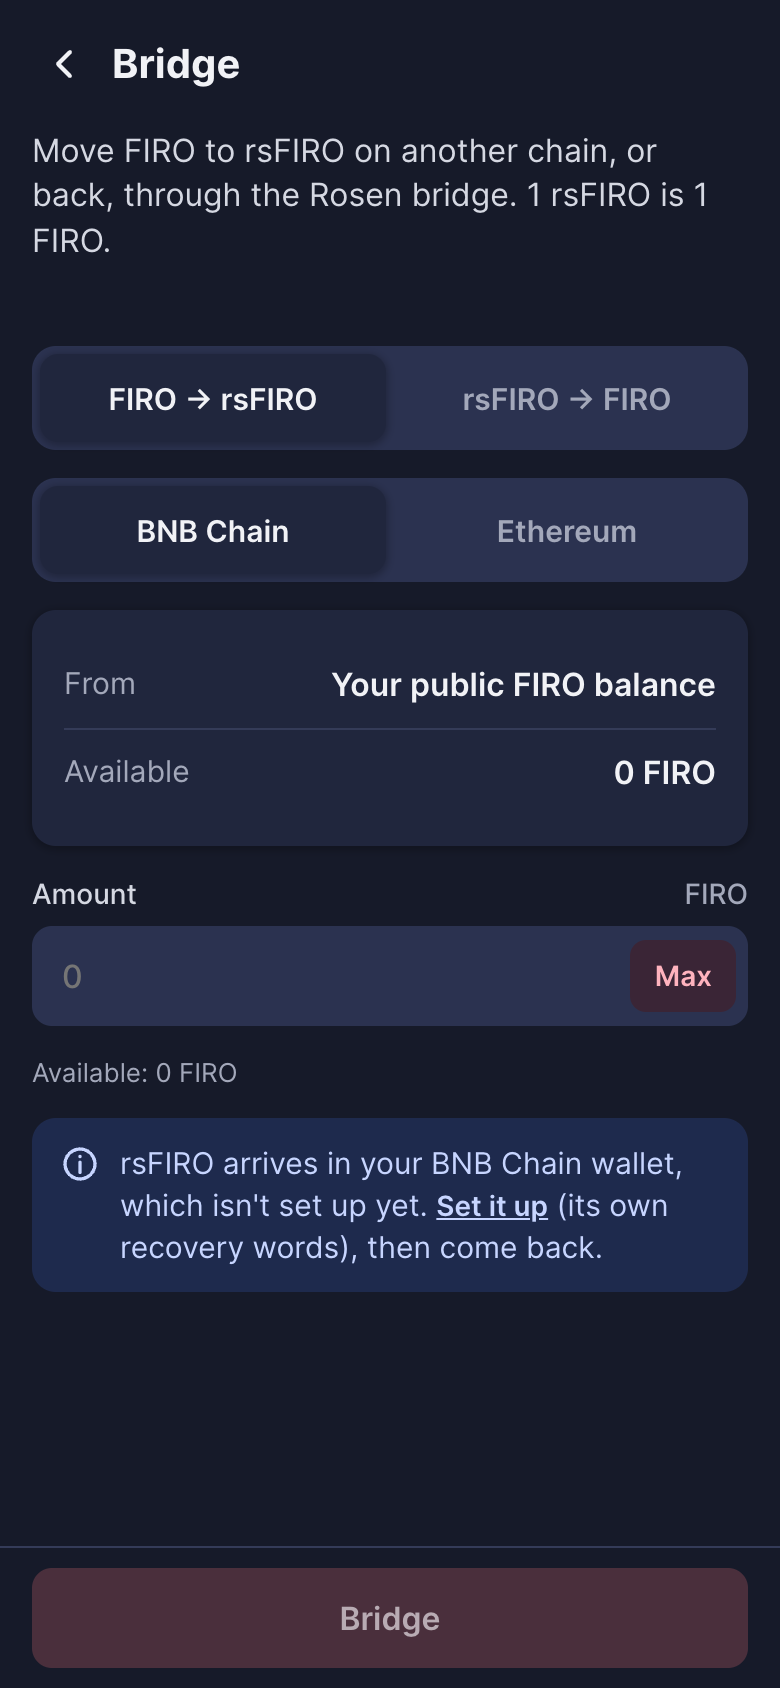 Bridge
Move FIRO to rsFIRO on another chain, or
back, through the Rosen bridge. 1 rsFIRO is 1
FIRO.
FIRO → rsFIRO
rsFIRO → FIRO
BNB Chain
Ethereum
From
Your public FIRO balance
Available
0 FIRO
Amount
FIRO
0
Max
Available: 0 FIRO
rsFIRO arrives in your BNB Chain wallet,
which isn't set up yet. Set it up (its own
recovery words), then come back.
Bridge